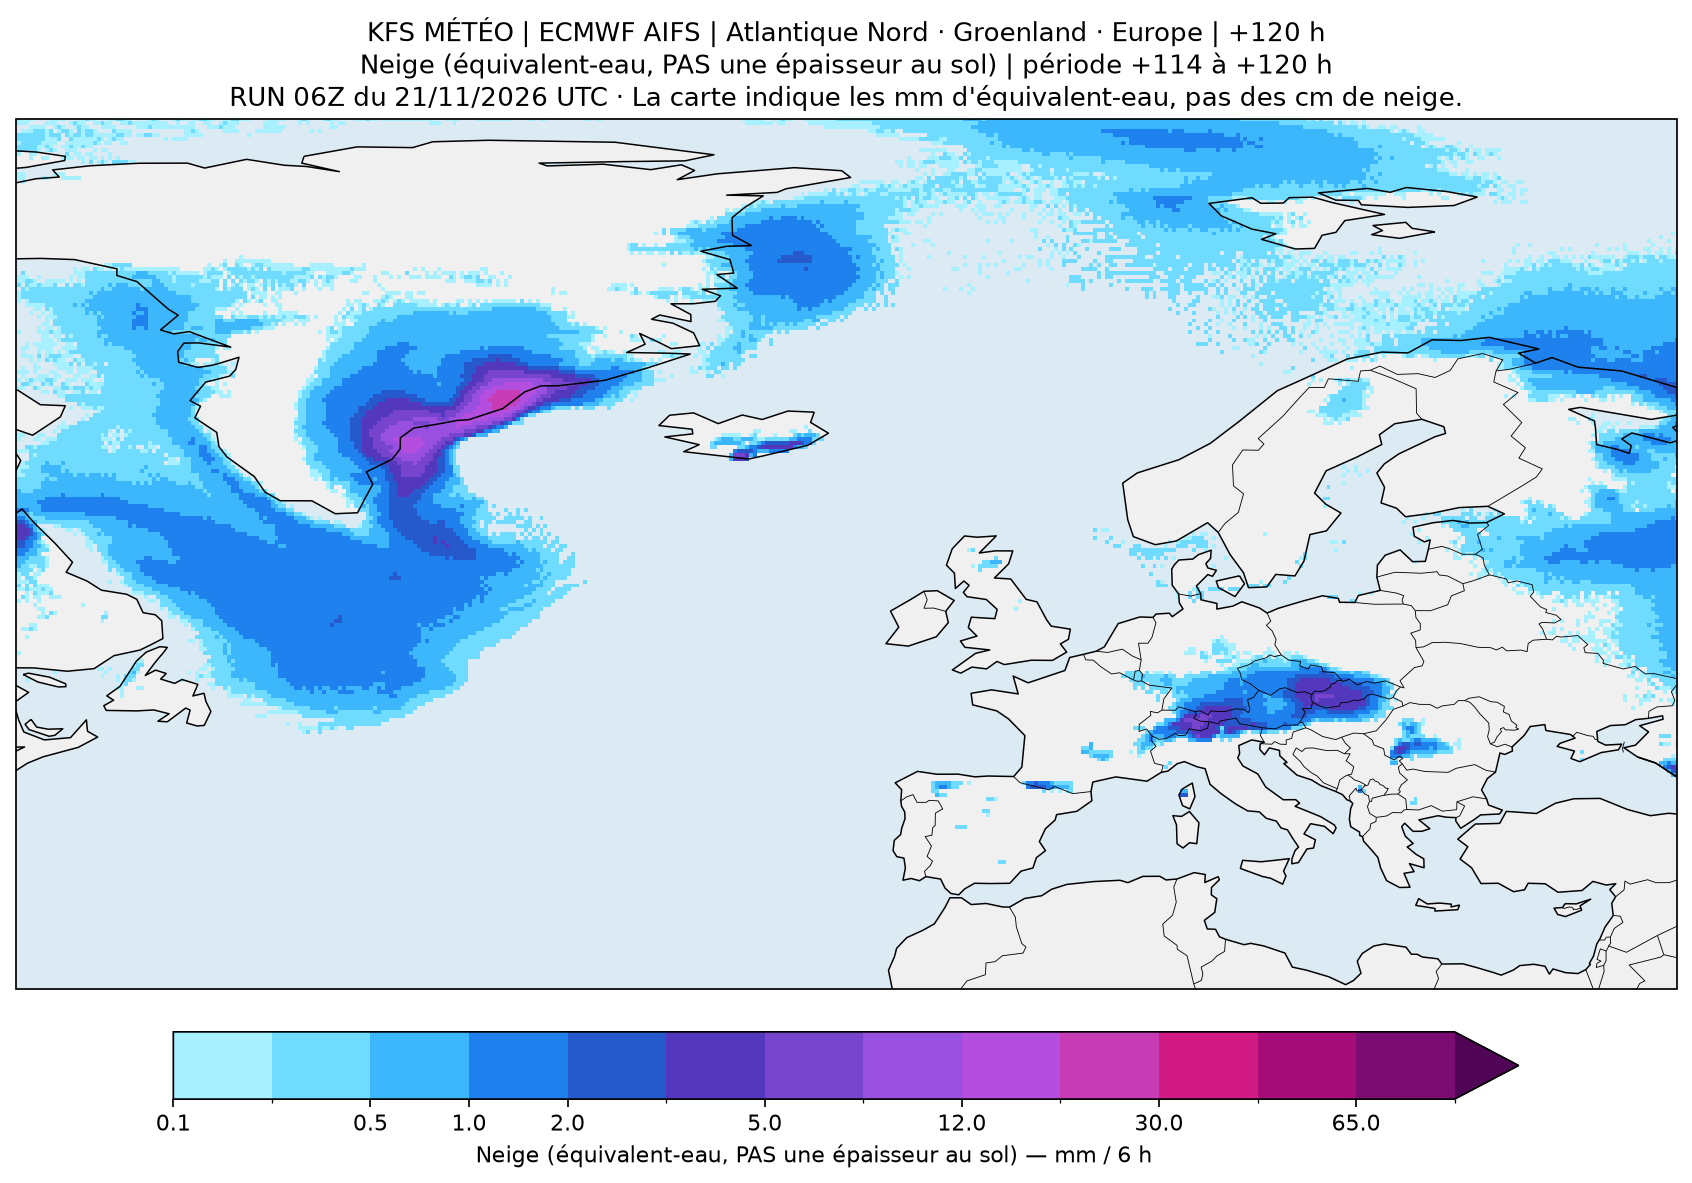 KFS MÉTÉO | ECMWF AIFS | Atlantique Nord · Groenland · Europe | +120 h
Neige (équivalent-eau, PAS une épaisseur au sol) | période +114 à +120 h
RUN 06Z du 21/11/2026 UTC · La carte indique les mm d'équivalent-eau, pas des cm de neige.
0.1 0.5 1.0 2.0 5.0 12.0 30.0 65.0
Neige (équivalent-eau, PAS une épaisseur au sol) — mm / 6 h